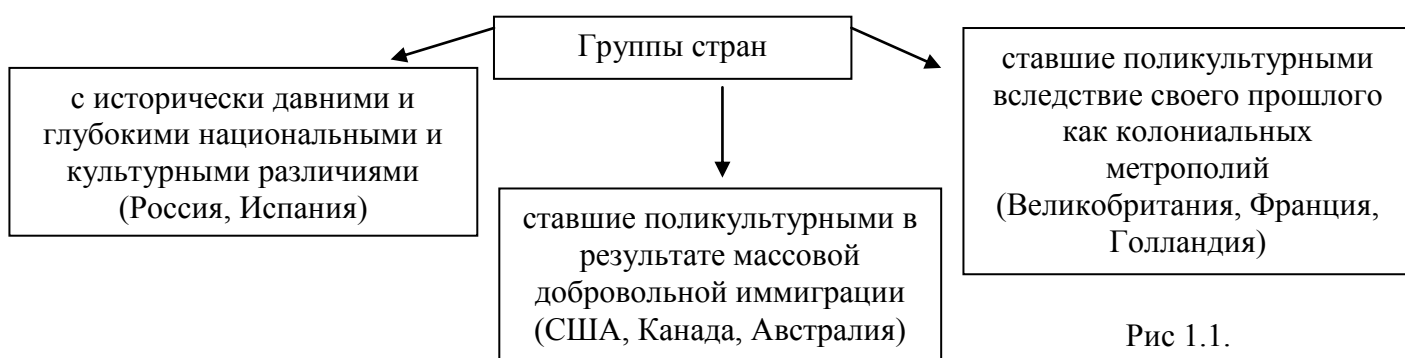 Группы стран
с исторически давними и
глубокими национальными и
культурными различиями
(Россия, Испания)
ставшие поликультурными в
результате массовой
добровольной иммиграции
(США, Канада, Австралия)
ставшие поликультурными
вследствие своего прошлого
как колониальных
метрополий
(Великобритания, Франция,
Голландия)
Рис 1.1.